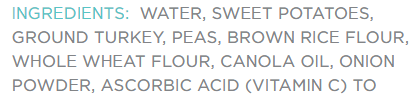 INGREDIENTS: WATER, SWEET POTATOES,
GROUND TURKEY, PEAS, BROWN RICE FLOUR,
WHOLE WHEAT FLOUR, CANOLA OIL, ONION
POWDER, ASCORBIC ACID (VITAMIN C) TO